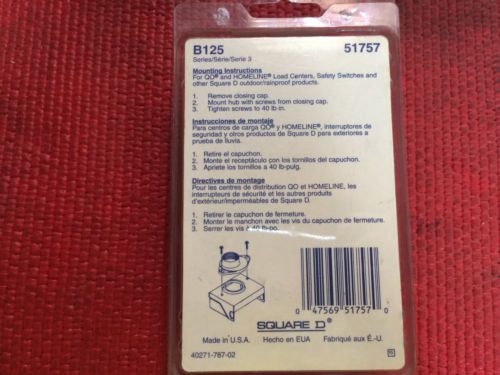 B125 51757
Series/Série/Serie 3
Mounting Instructions
For QO® and HOMELINE® Load Centers, Safety Switches and
other Square D outdoor/rainproof products.
1. Remove closing cap.
2. Mount hub with screws from closing cap.
3. Tighten screws to 40 lb in.
Instrucciones de montaje
Para centros de carga QO® y HOMELINE®, interruptores de
seguridad y otros productos de Square D para exteriores a
prueba de lluvia.
1. Retire el capuchon.
2. Monte el receptáculo con los tornillos del capuchon.
3. Apriete los tornillos a 40 lb-pulg.
Directives de montage
Pour les centres de distribution QO et HOMELINE, les
interrupteurs de sécurité et les autres produits
d'extérieur/imperméables de Square D.
1. Retirer le capuchon de fermeture.
2. Monter le manchon avec les vis du capuchon de fermeture.
3. Serrer les vis à 40 lb-po.
0 47569 51757 0
SQUARE D®
Made in U.S.A. Hecho en EUA Fabriqué aux É.-U.
40271-787-02